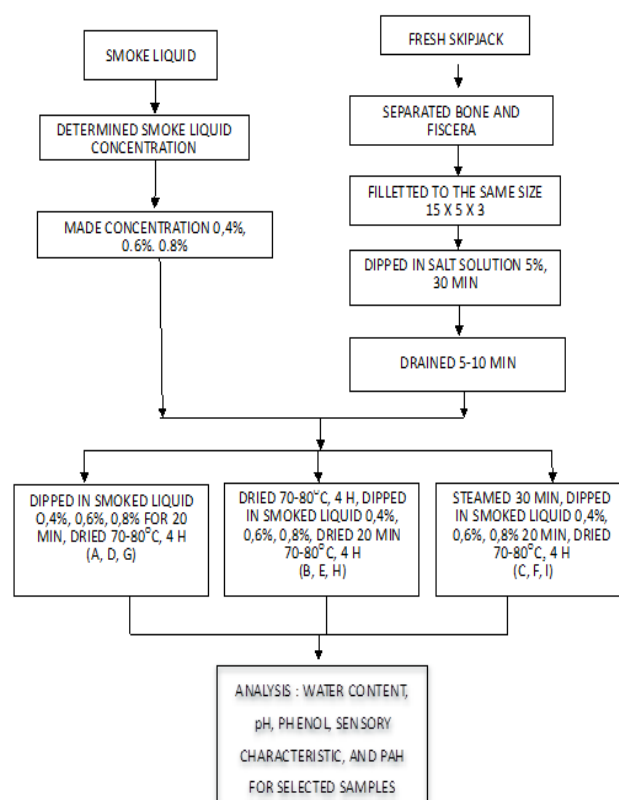 SMOKE LIQUID
DETERMINED SMOKE LIQUID
CONCENTRATION
MADE CONCENTRATION 0,4%,
0.6%. 0.8%
FRESH SKIPJACK
SEPARATED BONE AND
FISCERA
FILLETTED TO THE SAME SIZE
15 X 5 X 3
DIPPED IN SALT SOLUTION 5%,
30 MIN
DRAINED 5-10 MIN
DIPPED IN SMOKED LIQUID
0,4%, 0,6%, 0,8% FOR 20
MIN, DRIED 70-80°C, 4 H
(A, D, G)
DRIED 70-80°C, 4 H, DIPPED
IN SMOKED LIQUID 0,4%,
0,6%, 0,8%, DRIED 20 MIN
70-80°C, 4 H
(B, E, H)
STEAMED 30 MIN, DIPPED
IN SMOKED LIQUID 0,4%,
0,6%, 0,8% 20 MIN, DRIED
70-80°C, 4 H
(C, F, I)
ANALYSIS : WATER CONTENT,
pH, PHENOL, SENSORY
CHARACTERISTIC, AND PAH
FOR SELECTED SAMPLES